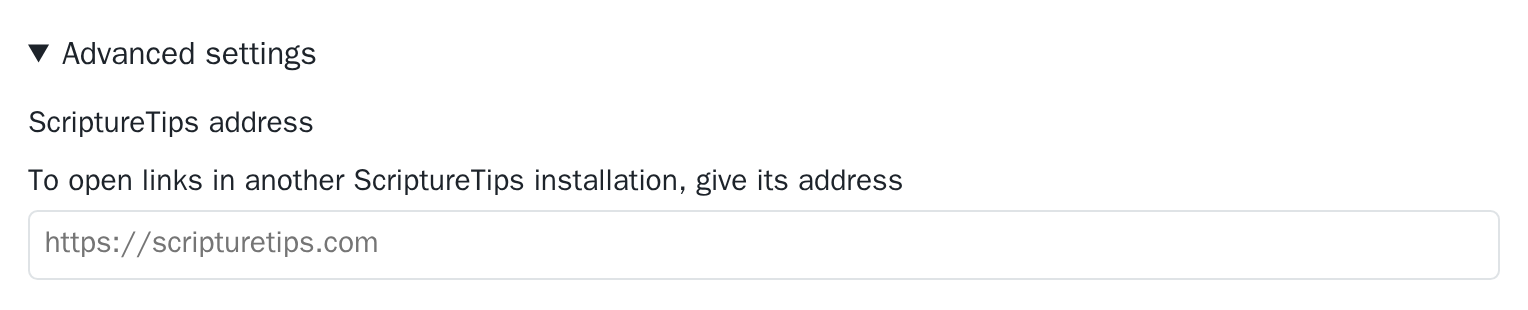 Advanced settings
ScriptureTips address
To open links in another ScriptureTips installation, give its address
https://scripturetips.com